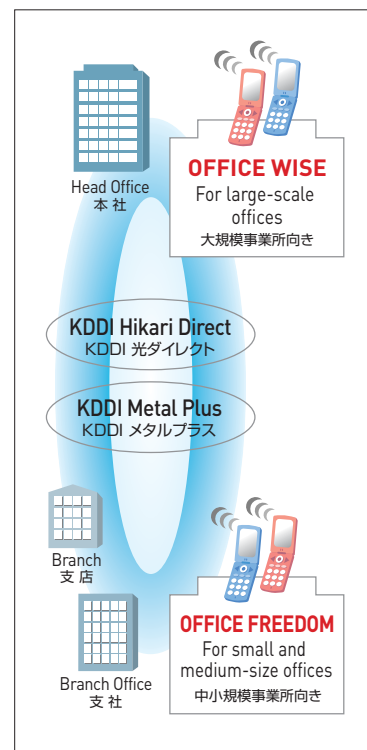 Head Office
本 社
OFFICE WISE
For large-scale
offices
大規模事業所向き
KDDI Hikari Direct
KDDI 光ダイレクト
KDDI Metal Plus
KDDI メタルプラス
Branch
支 店
Branch Office
支 社
OFFICE FREEDOM
For small and
medium-size offices
中小規模事業所向き